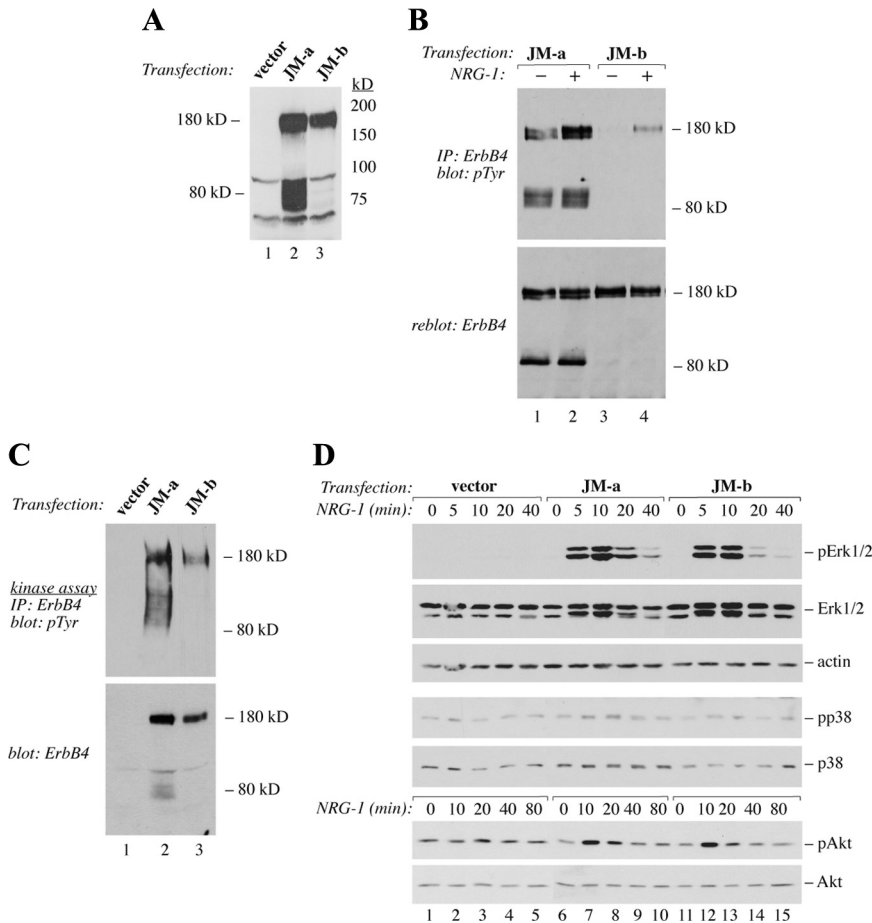 A
Transfection: vector JM-a JM-b
kD
200
180 kD –
150
100
80 kD –
75
1 2 3
B
Transfection: JM-a JM-b
NRG-1: – + – +
– 180 kD
IP: ErbB4
blot: pTyr
– 80 kD
– 180 kD
reblot: ErbB4
– 80 kD
1 2 3 4
C
Transfection: vector JM-a JM-b
– 180 kD
kinase assay
IP: ErbB4
blot: pTyr
– 80 kD
– 180 kD
blot: ErbB4
– 80 kD
1 2 3
D
Transfection: vector JM-a JM-b
NRG-1 (min): 0 5 10 20 40 0 5 10 20 40 0 5 10 20 40
– pErk1/2
– Erk1/2
– actin
– pp38
– p38
NRG-1 (min): 0 10 20 40 80 0 10 20 40 80 0 10 20 40 80
– pAkt
– Akt
1 2 3 4 5 6 7 8 9 10 11 12 13 14 15